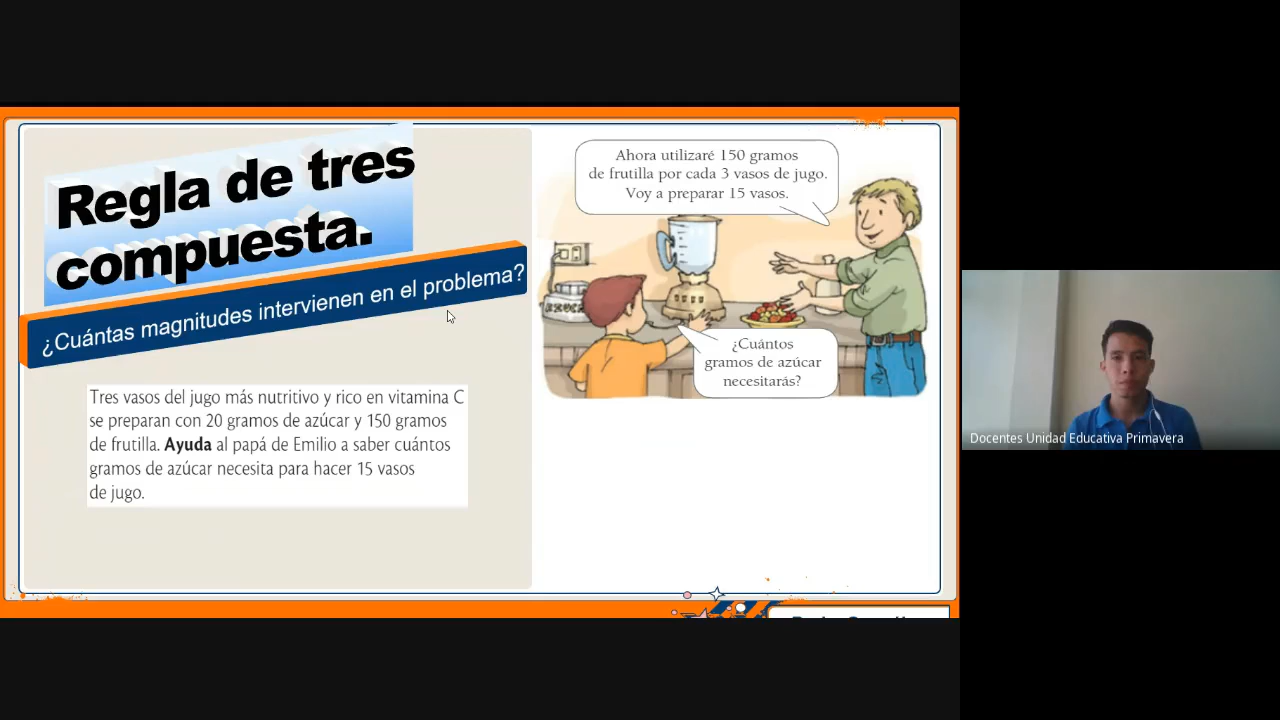 Regla de tres
compuesta.
¿Cuántas magnitudes intervienen en el problema?
Tres vasos del jugo más nutritivo y rico en vitamina C
se preparan con 20 gramos de azúcar y 150 gramos
de frutilla. Ayuda al papá de Emilio a saber cuántos
gramos de azúcar necesita para hacer 15 vasos
de jugo.
Ahora utilizaré 150 gramos
de frutilla por cada 3 vasos de jugo.
Voy a preparar 15 vasos.
¿Cuántos
gramos de azúcar
necesitarás?
Docentes Unidad Educativa Primavera